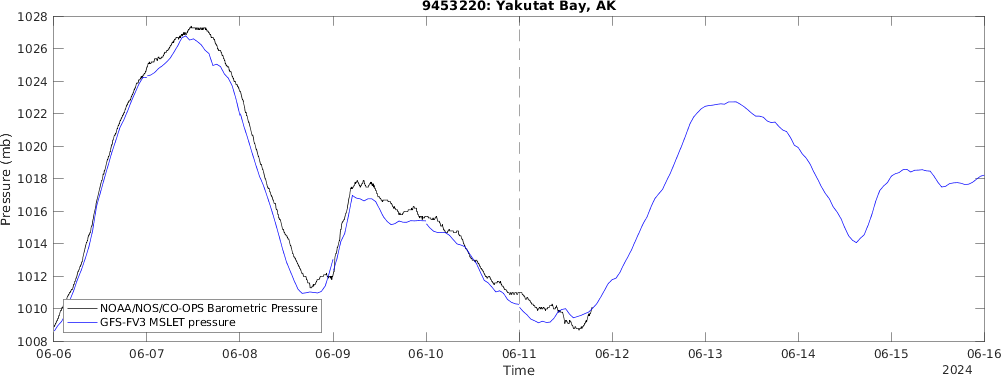 9453220: Yakutat Bay, AK
Pressure (mb)
1028
1026
1024
1022
1020
1018
1016
1014
1012
1010
1008
NOAA/NOS/CO-OPS Barometric Pressure
GFS-FV3 MSLET pressure
06-06 06-07 06-08 06-09 06-10 06-11 06-12 06-13 06-14 06-15 06-16
Time
2024